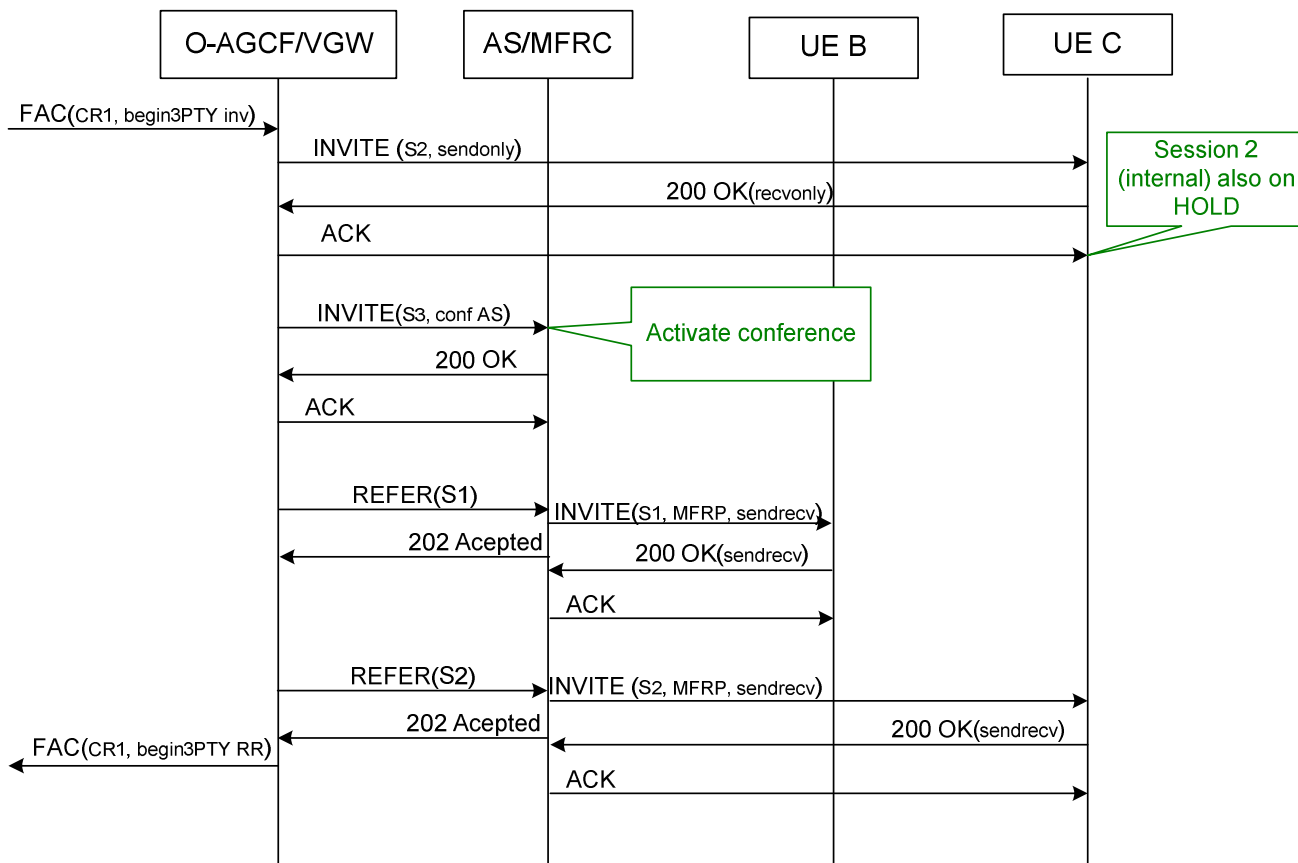 O-AGCF/VGW
AS/MFRC
UE B
UE C
FAC(CR1, begin3PTY inv)
INVITE (S2, sendonly)
Session 2
(internal) also on
HOLD
200 OK(recvonly)
ACK
INVITE(S3, conf AS)
Activate conference
200 OK
ACK
REFER(S1)
INVITE(S1, MFRP, sendrecv)
202 Acepted
200 OK(sendrecv)
ACK
REFER(S2)
INVITE (S2, MFRP, sendrecv)
202 Acepted
200 OK(sendrecv)
FAC(CR1, begin3PTY RR)
ACK